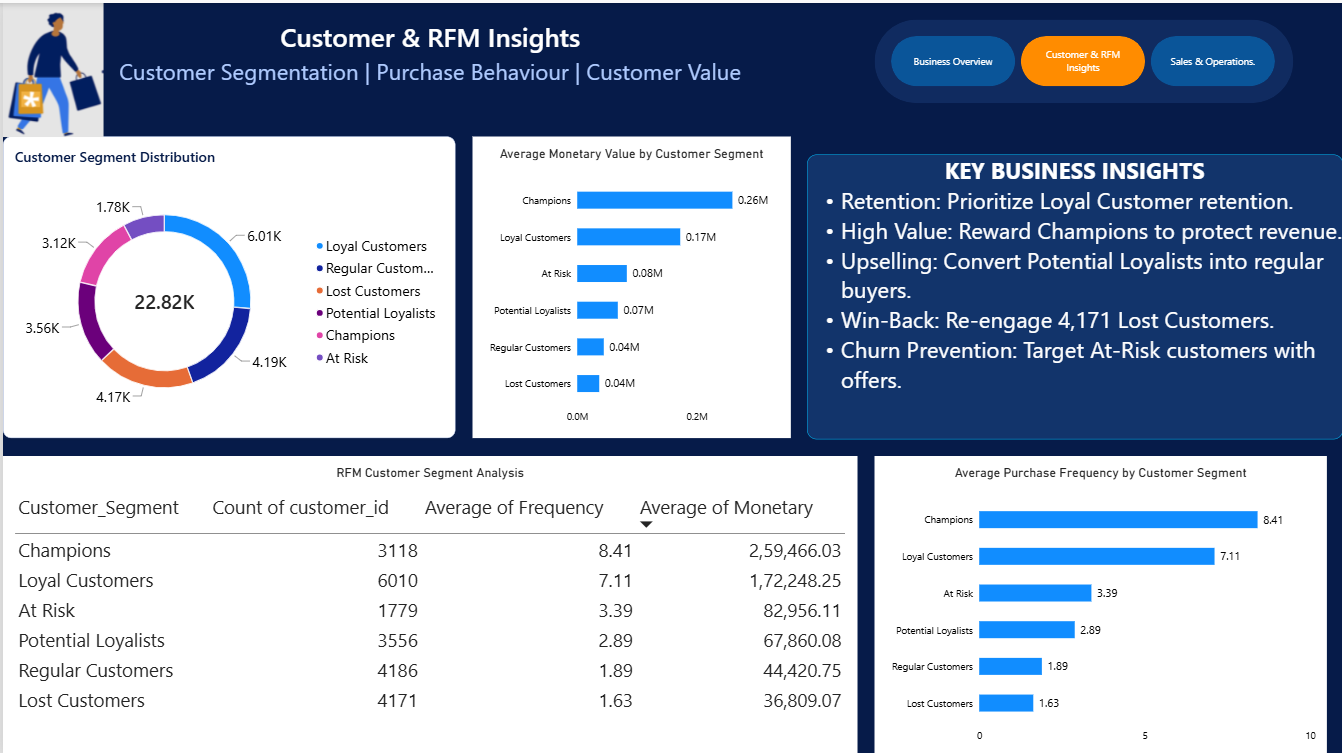 Customer & RFM Insights
Customer Segmentation | Purchase Behaviour | Customer Value
Business Overview
Customer & RFM
Insights
Sales & Operations.
Customer Segment Distribution
1.78K
6.01K
3.12K
22.82K
3.56K
4.19K
4.17K
Loyal Customers
Regular Custom...
Lost Customers
Potential Loyalists
Champions
At Risk
Average Monetary Value by Customer Segment
Champions 0.26M
Loyal Customers 0.17M
At Risk 0.08M
Potential Loyalists 0.07M
Regular Customers 0.04M
Lost Customers 0.04M
0.0M 0.2M
KEY BUSINESS INSIGHTS
• Retention: Prioritize Loyal Customer retention.
• High Value: Reward Champions to protect revenue.
• Upselling: Convert Potential Loyalists into regular
buyers.
• Win-Back: Re-engage 4,171 Lost Customers.
• Churn Prevention: Target At-Risk customers with
offers.
RFM Customer Segment Analysis
Customer_Segment Count of customer_id Average of Frequency Average of Monetary
Champions 3118 8.41 2,59,466.03
Loyal Customers 6010 7.11 1,72,248.25
At Risk 1779 3.39 82,956.11
Potential Loyalists 3556 2.89 67,860.08
Regular Customers 4186 1.89 44,420.75
Lost Customers 4171 1.63 36,809.07
Average Purchase Frequency by Customer Segment
Champions 8.41
Loyal Customers 7.11
At Risk 3.39
Potential Loyalists 2.89
Regular Customers 1.89
Lost Customers 1.63
0 5 10